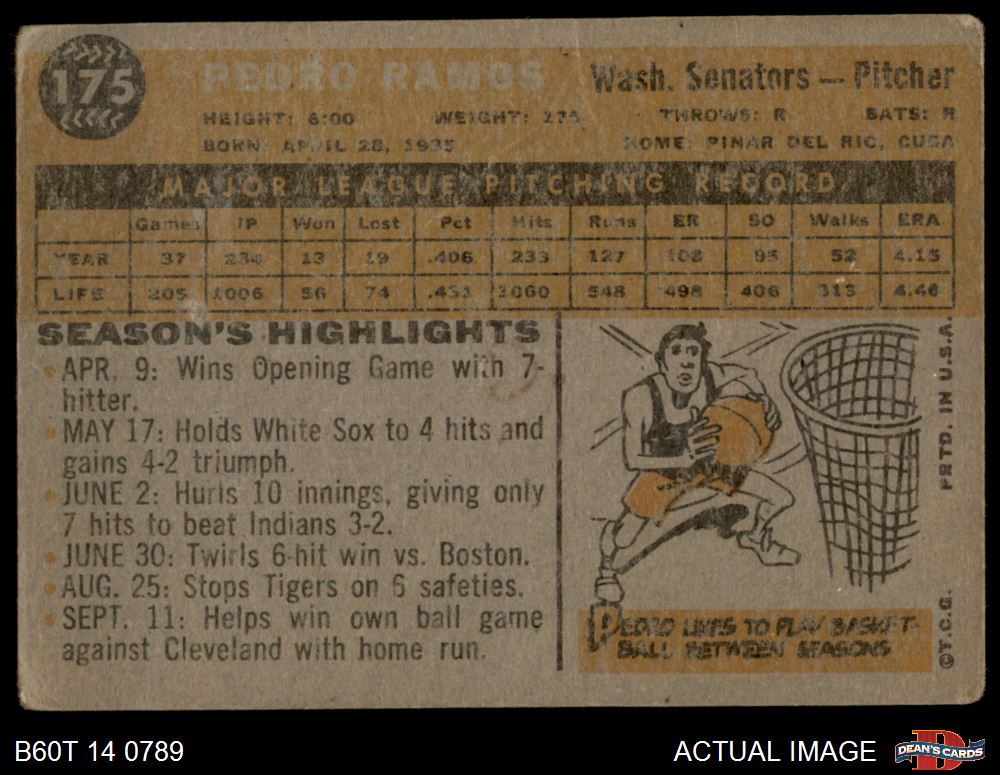 175
PEDRO RAMOS
Wash. Senators — Pitcher
HEIGHT: 6:00 WEIGHT: 175 THROWS: R BATS: R
BORN: APRIL 28, 1935 HOME: PINAR DEL RIO, CUBA
MAJOR LEAGUE PITCHING RECORD
Games IP Won Lost Pct Hits Runs ER SO Walks ERA
YEAR 37 234 13 19 .406 233 127 108 95 52 4.15
LIFE 205 1006 56 74 .431 1060 548 498 406 313 4.46
SEASON'S HIGHLIGHTS
• APR. 9: Wins Opening Game with 7-
hitter.
• MAY 17: Holds White Sox to 4 hits and
gains 4-2 triumph.
• JUNE 2: Hurls 10 innings, giving only
7 hits to beat Indians 3-2.
• JUNE 30: Twirls 6-hit win vs. Boston.
• AUG. 25: Stops Tigers on 6 safeties.
• SEPT. 11: Helps win own ball game
against Cleveland with home run.
PEDRO LIKES TO PLAY BASKET-
BALL BETWEEN SEASONS
©T.C.G. PRTD. IN U.S.A.
B60T 14 0789
ACTUAL IMAGE
DEAN'S CARDS